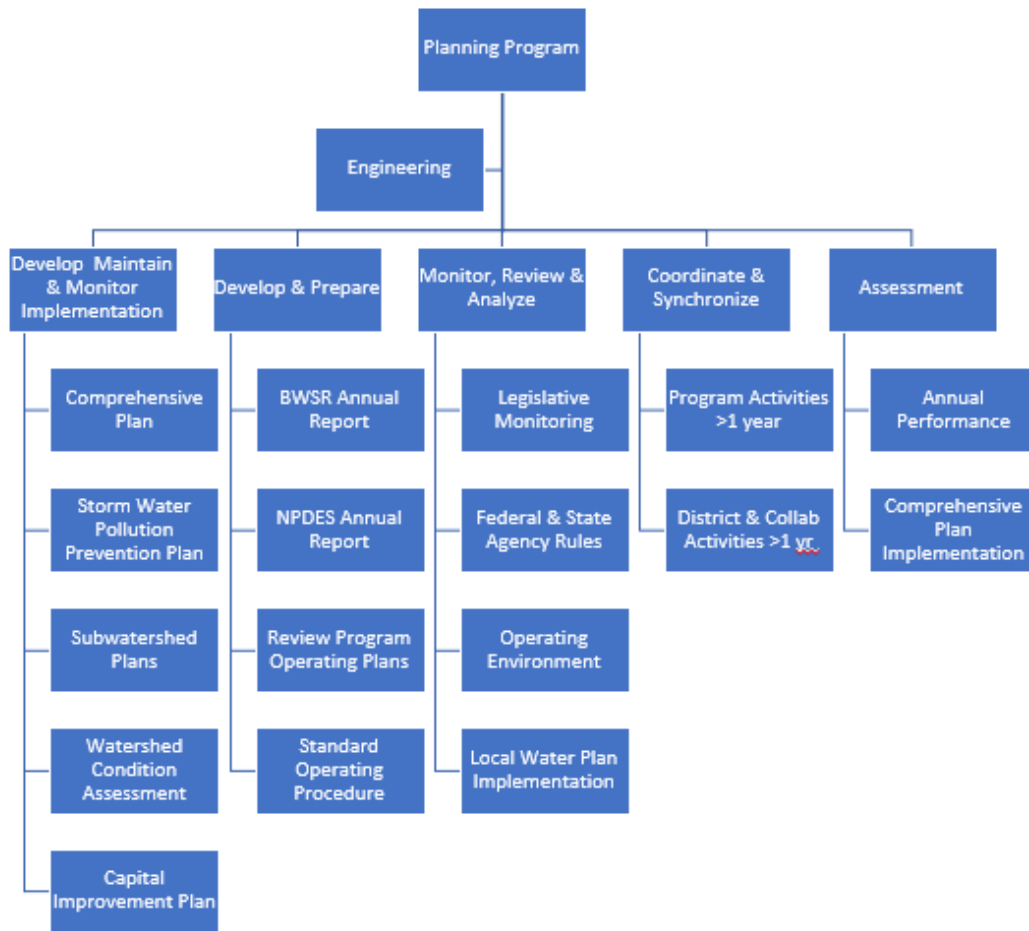 Planning Program
Engineering
Develop Maintain
& Monitor
Implementation
Develop & Prepare
Monitor, Review &
Analyze
Coordinate &
Synchronize
Assessment
Comprehensive
Plan
Storm Water
Pollution
Prevention Plan
Subwatershed
Plans
Watershed
Condition
Assessment
Capital
Improvement Plan
BWSR Annual
Report
NPDES Annual
Report
Review Program
Operating Plans
Standard
Operating
Procedure
Legislative
Monitoring
Federal & State
Agency Rules
Operating
Environment
Local Water Plan
Implementation
Program Activities
>1 year
District & Collab
Activities >1 yr.
Annual
Performance
Comprehensive
Plan
Implementation